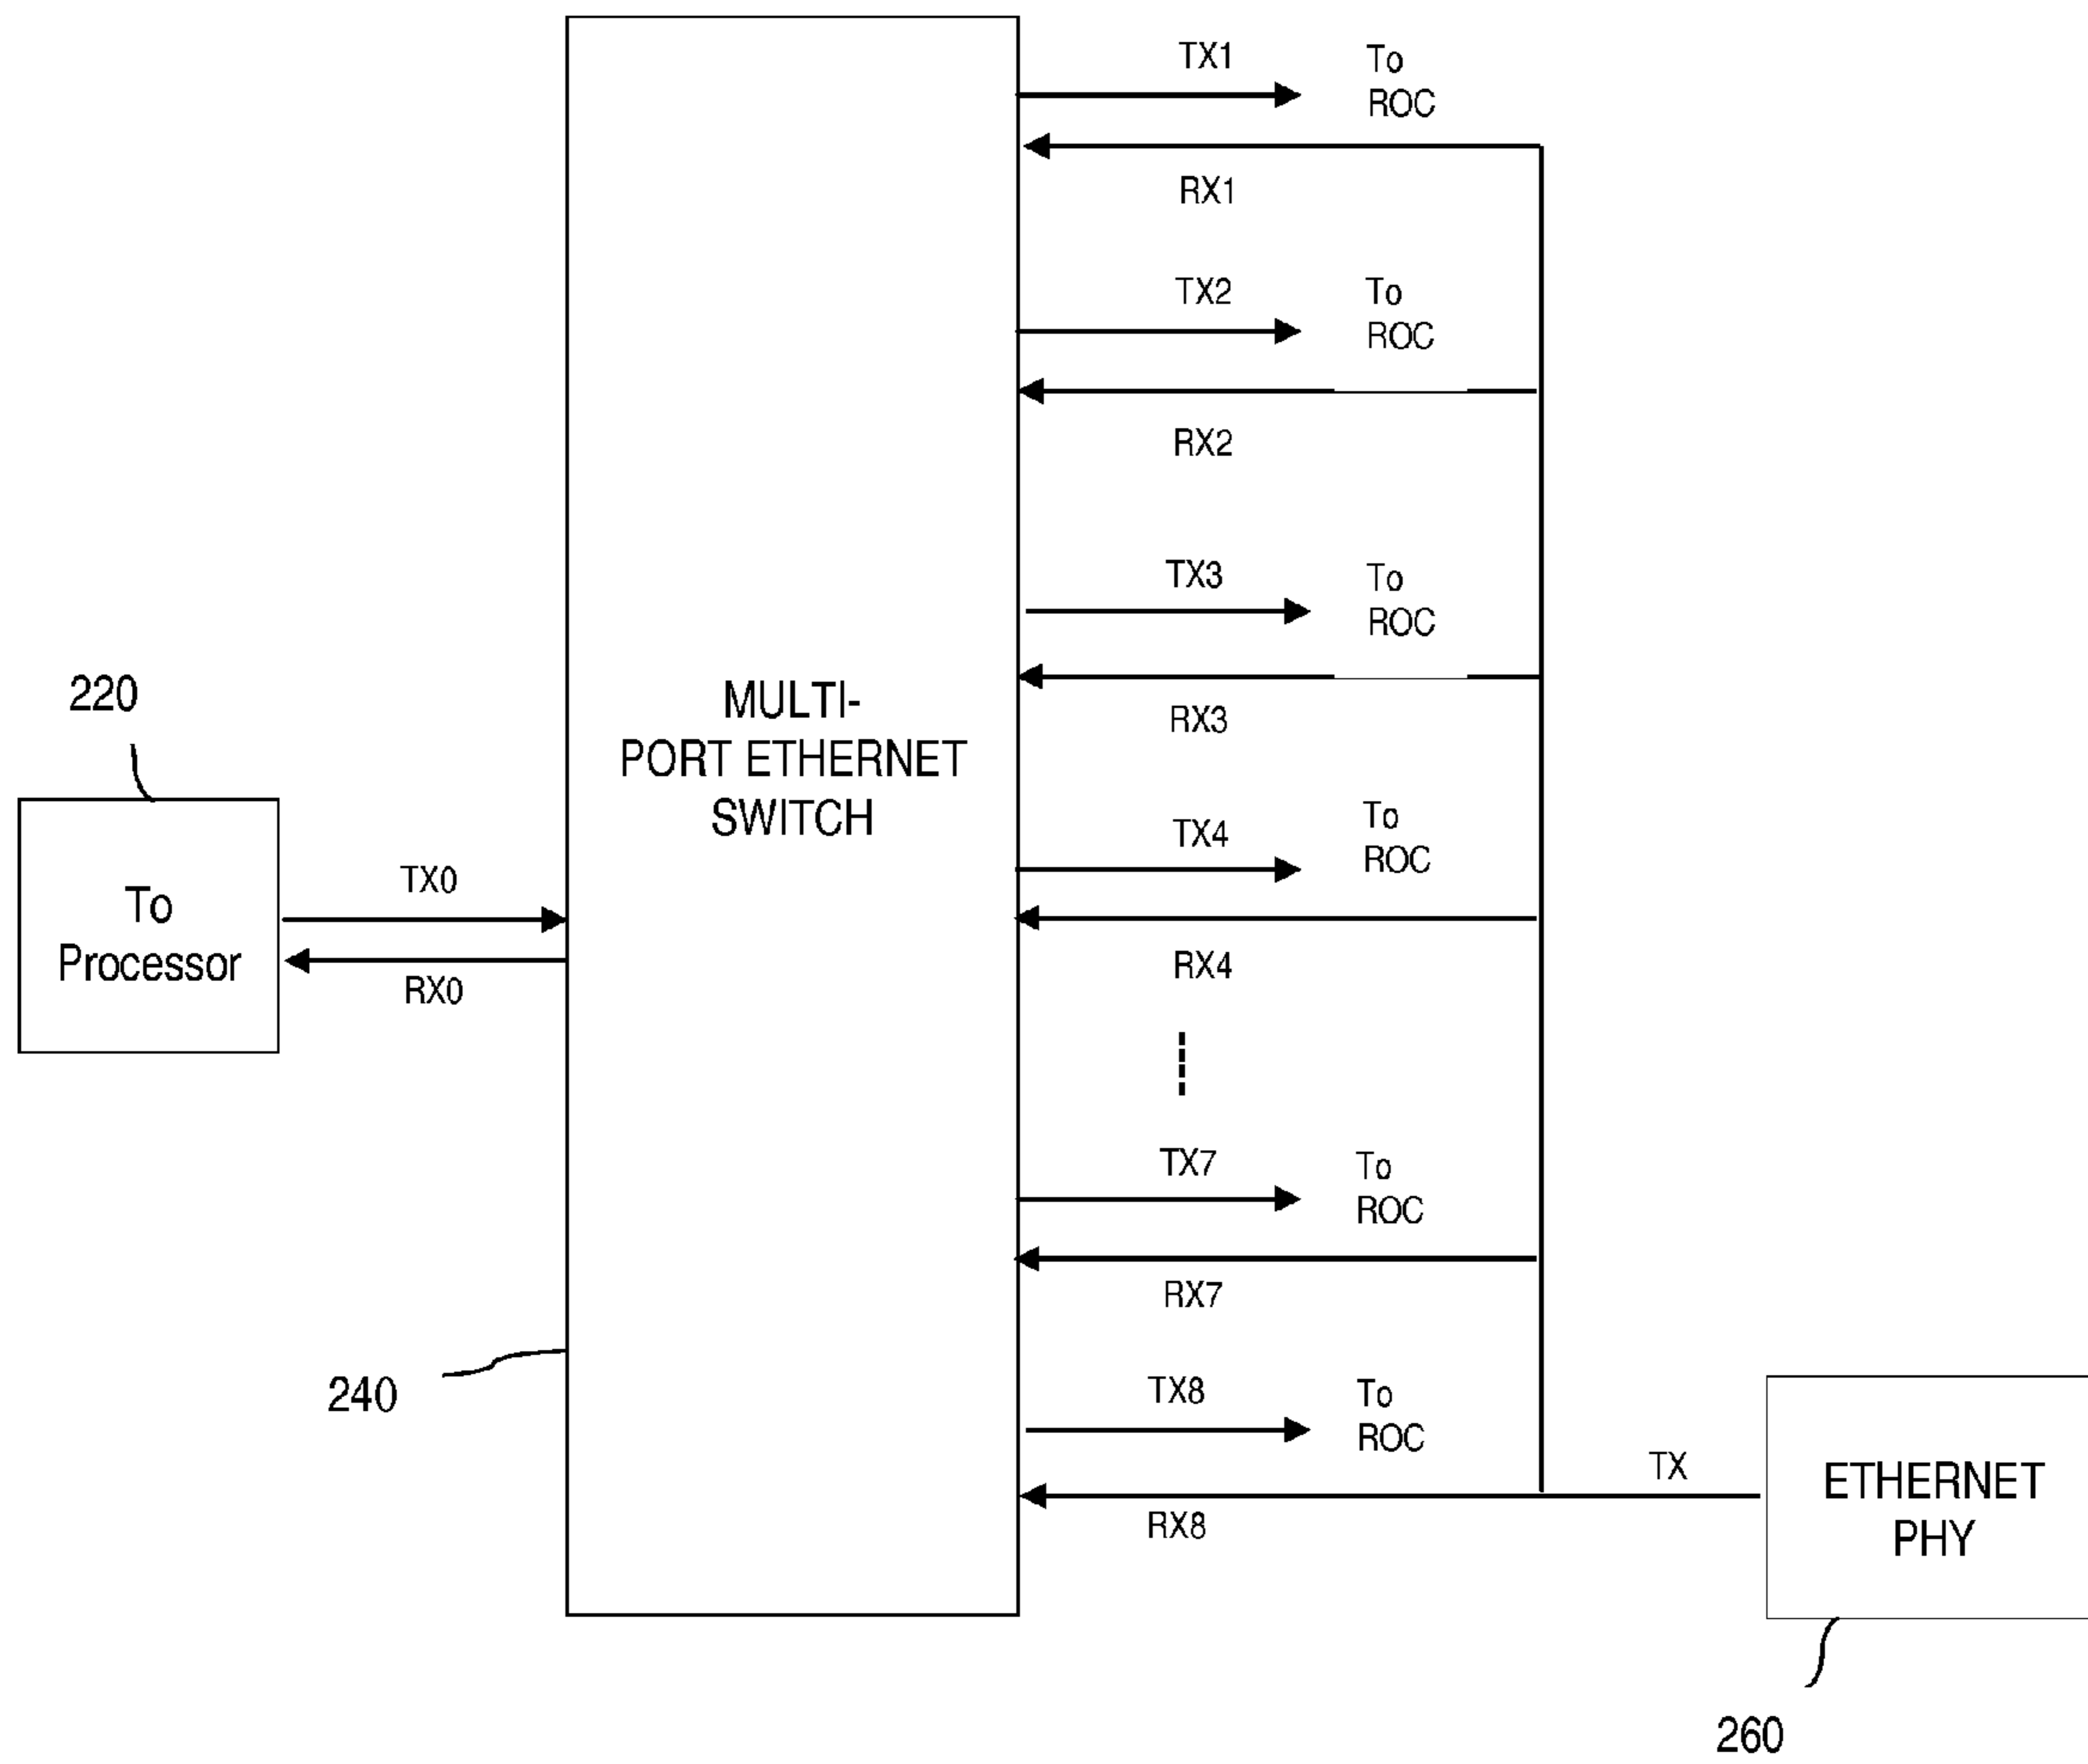 TX1
To
ROC
RX1
TX2
To
ROC
RX2
TX3
To
ROC
RX3
220
MULTI-
PORT ETHERNET
SWITCH
TX4
To
ROC
To
Processor
TX0
RX0
RX4
TX7
To
ROC
RX7
240
TX8
To
ROC
RX8
TX
ETHERNET
PHY
260